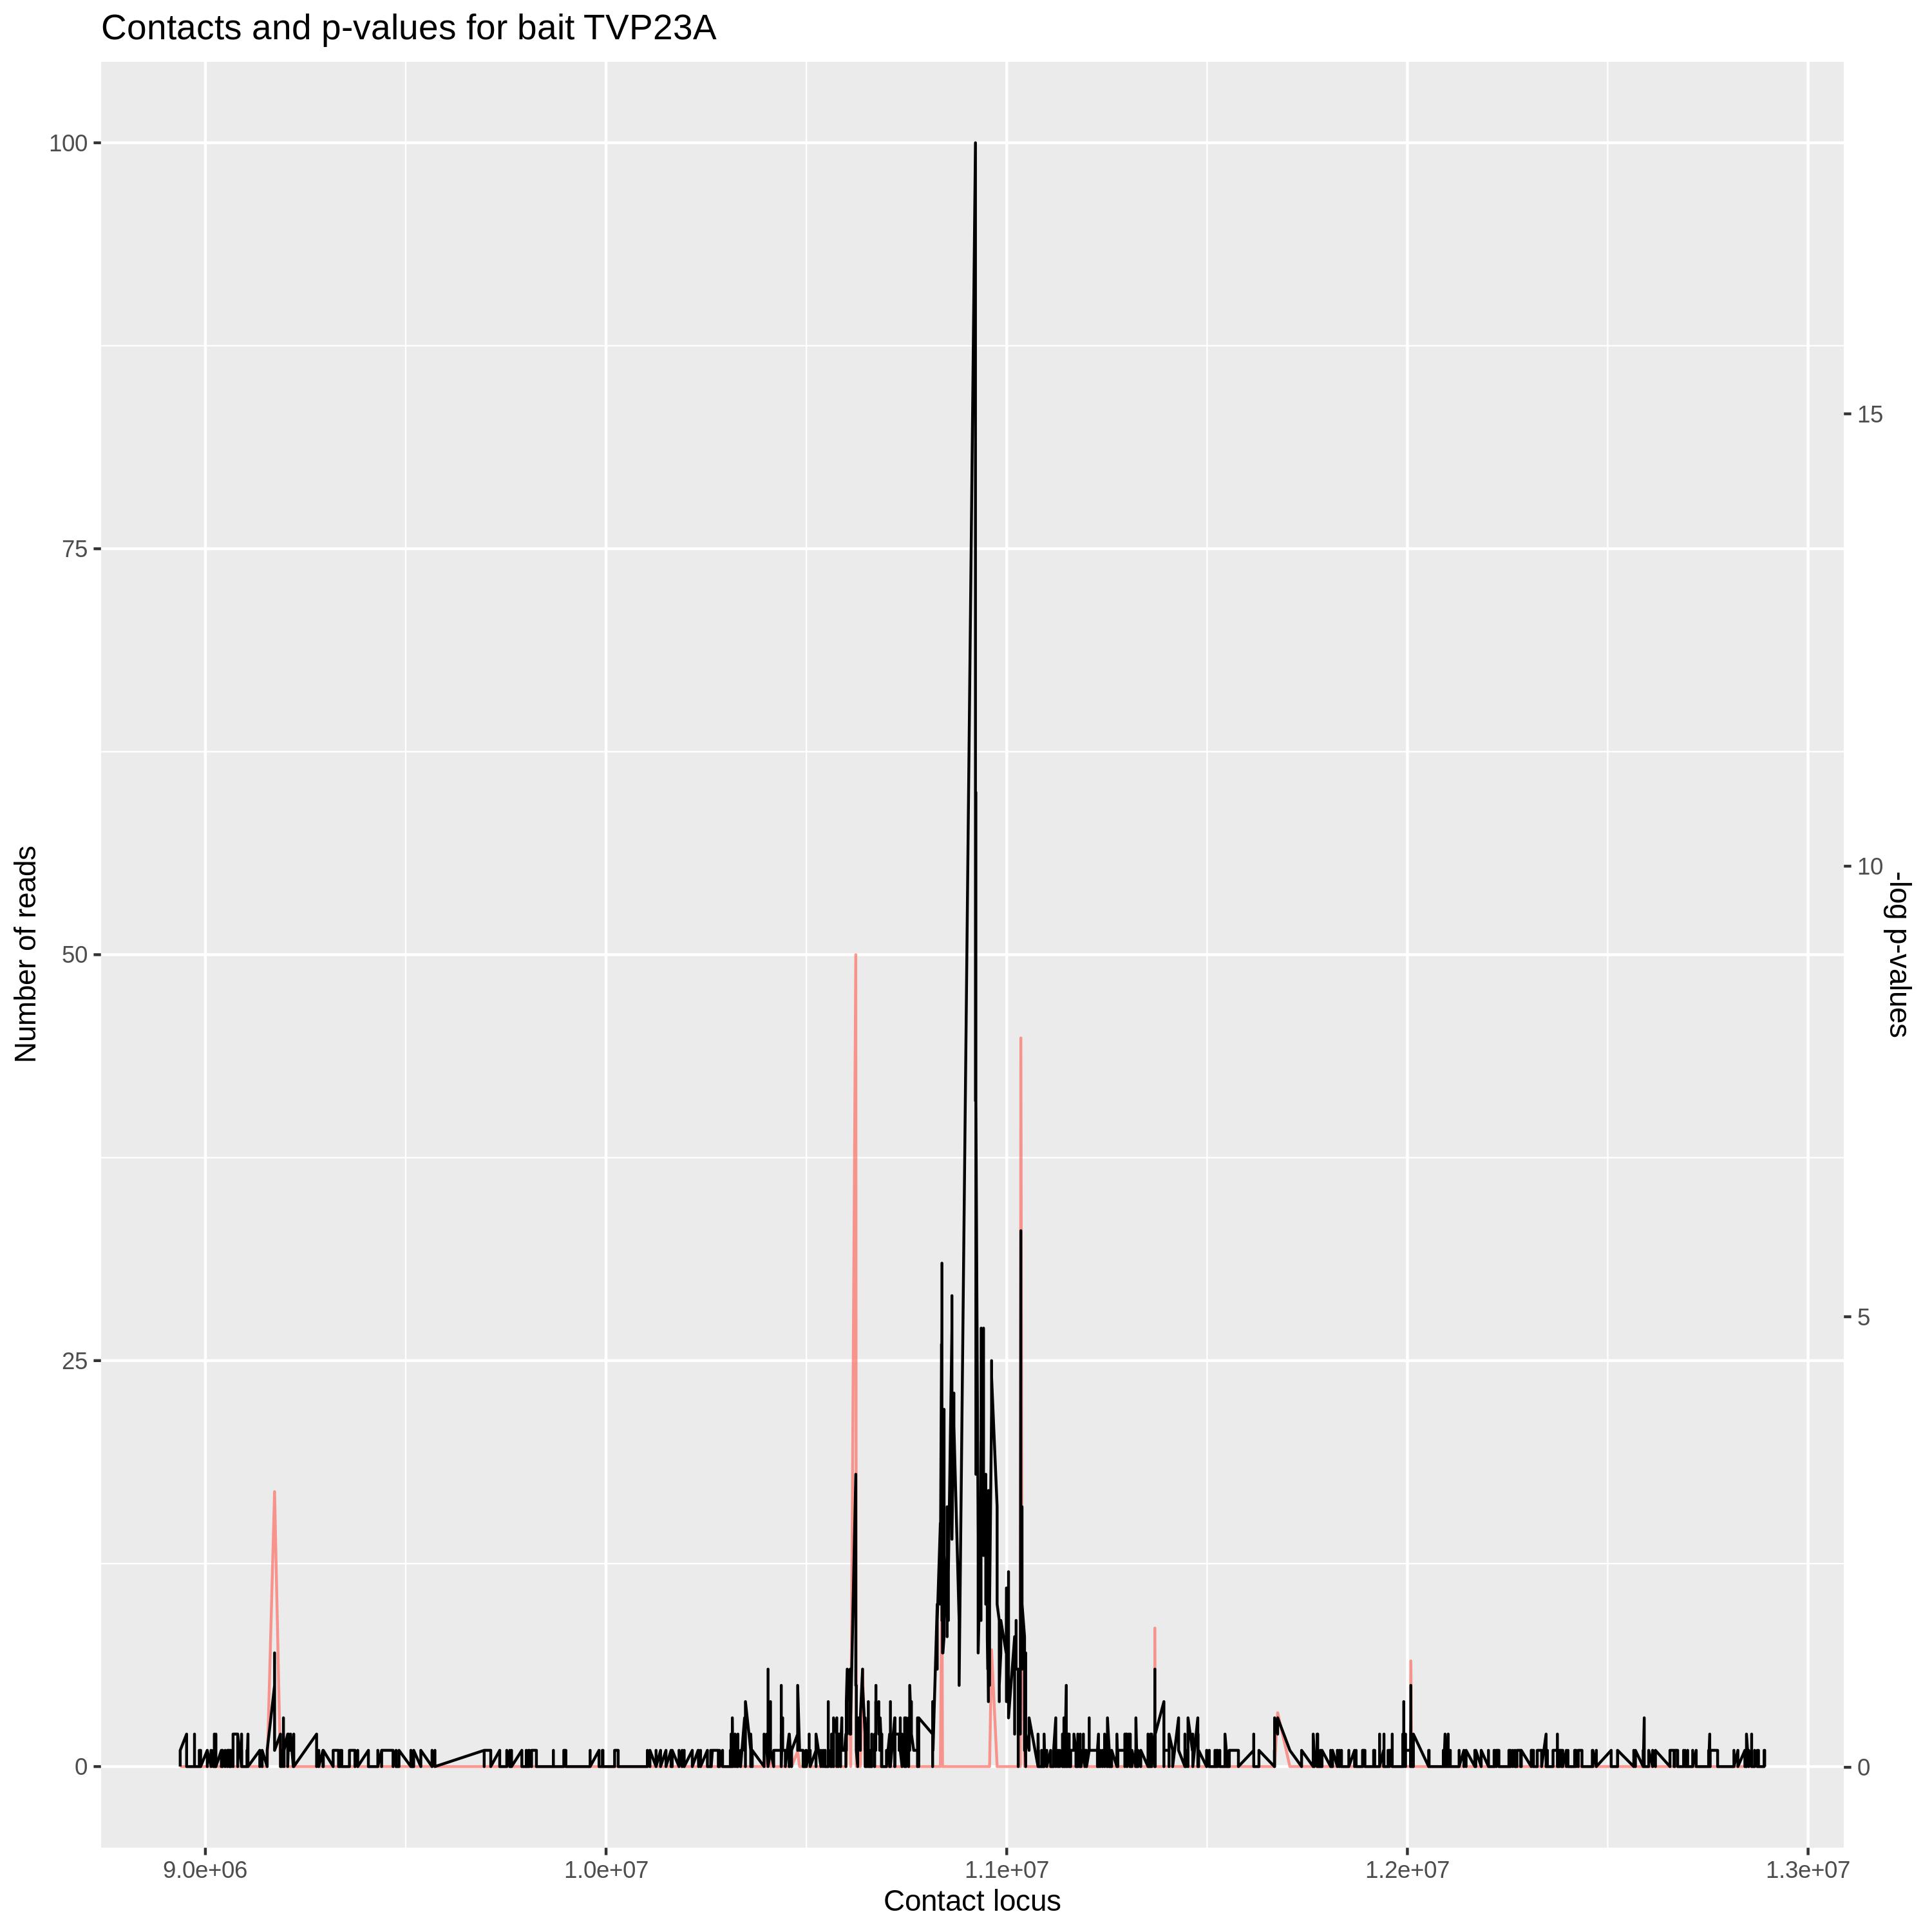 Contacts and p-values for bait TVP23A
100
75
50
25
0
Number of reads
15
10
5
0
-log p-values
9.0e+06
1.0e+07
1.1e+07
1.2e+07
1.3e+07
Contact locus